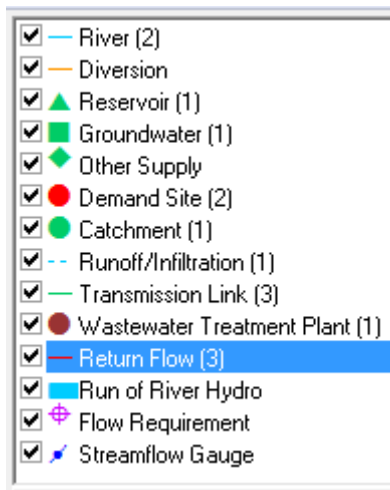 River (2)
Diversion
Reservoir (1)
Groundwater (1)
Other Supply
Demand Site (2)
Catchment (1)
Runoff/Infiltration (1)
Transmission Link (3)
Wastewater Treatment Plant (1)
Return Flow (3)
Run of River Hydro
Flow Requirement
Streamflow Gauge